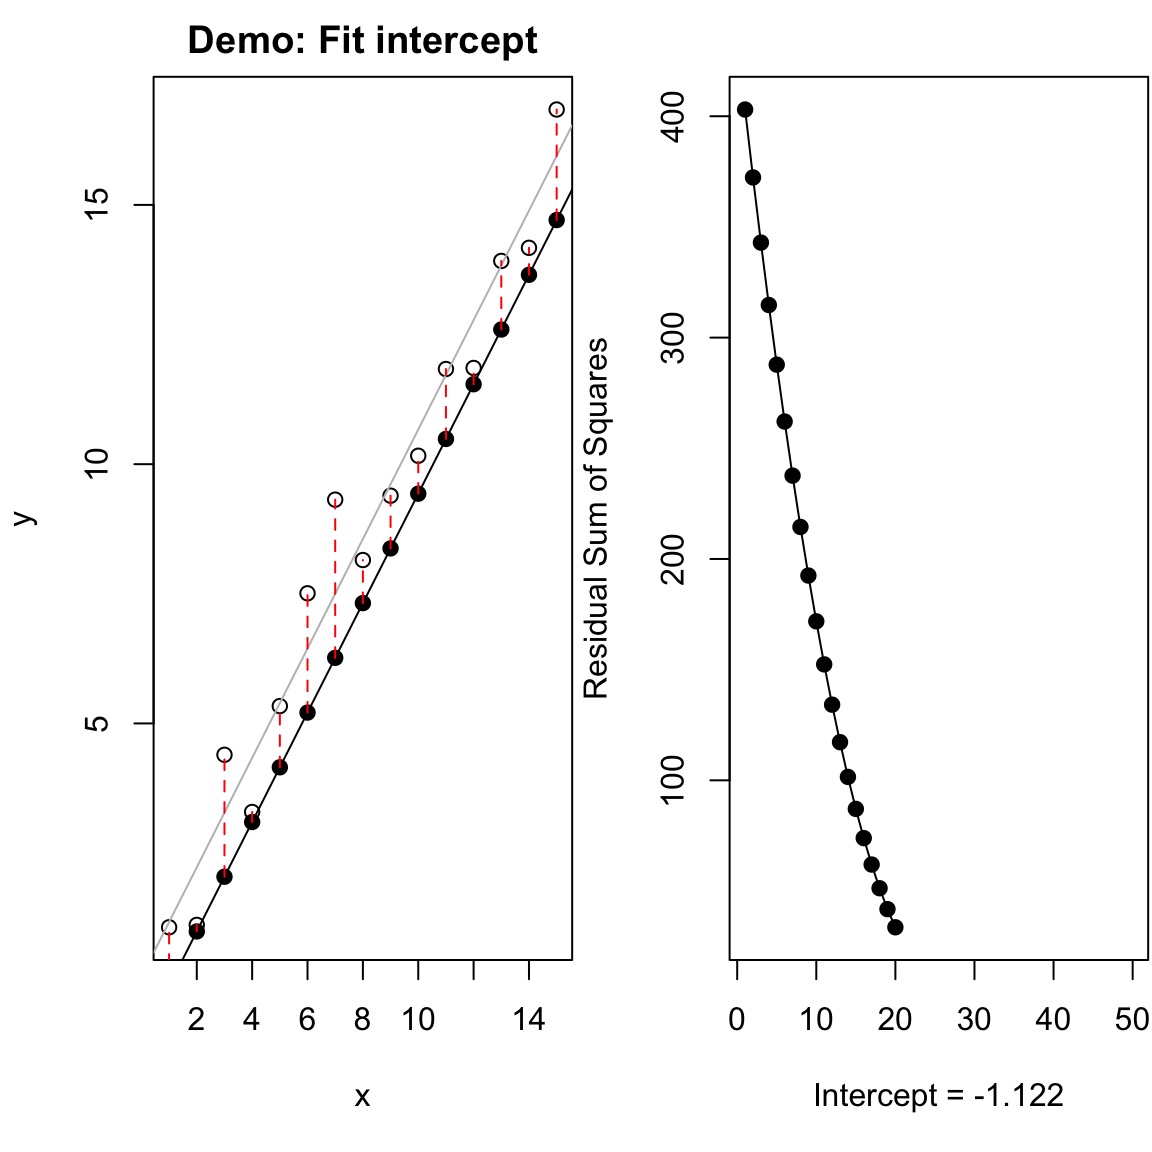 Demo: Fit intercept
y
15
10
5
2 4 6 8 10 14
x
Residual Sum of Squares
400
300
200
100
0 10 20 30 40 50
Intercept = -1.122